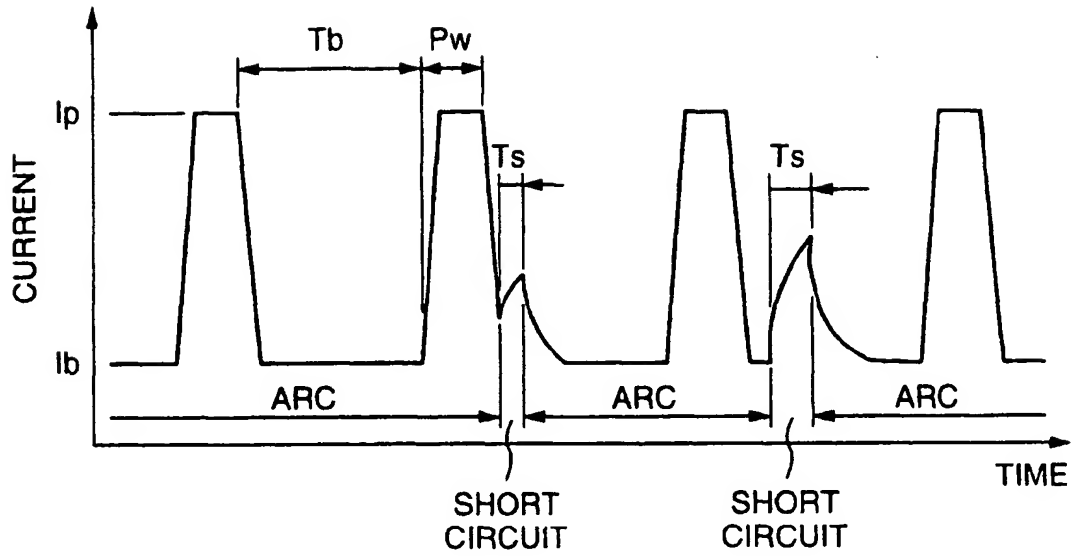 Tb
Pw
Ip
Ts
Ts
CURRENT
Ib
ARC
ARC
ARC
TIME
SHORT
CIRCUIT
SHORT
CIRCUIT